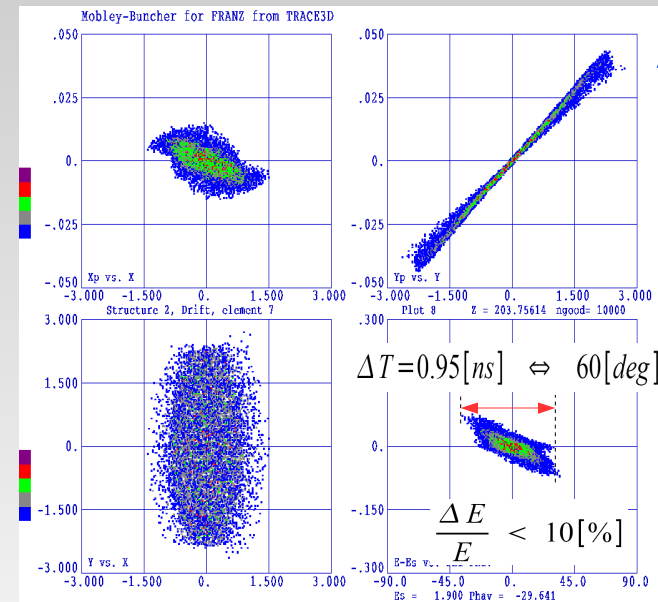 Mobley-Buncher for FRANZ from TRACE3D
.050 .050
.025 .025
0. 0.
-.025 -.025
-.050 -.050
Xp vs. X Yp vs. Y
-3.000 -1.500 0. 1.500 3.000 -3.000 -1.500 0. 1.500 3.000
Structure 2, Drift, element 7 Plot 8 Z = 203.75614 ngood= 10000
3.000 .300
ΔT=0.95[ns] ⇔ 60[deg]
1.500
0. 0.
-1.500 -.150
ΔE/E < 10[%]
-3.000 -.300
Y vs. X E-Es vs.
-3.000 -1.500 0. 1.500 3.000 -90.0 0. 45.0 90.0
Es = 1.900 Phav = -29.641